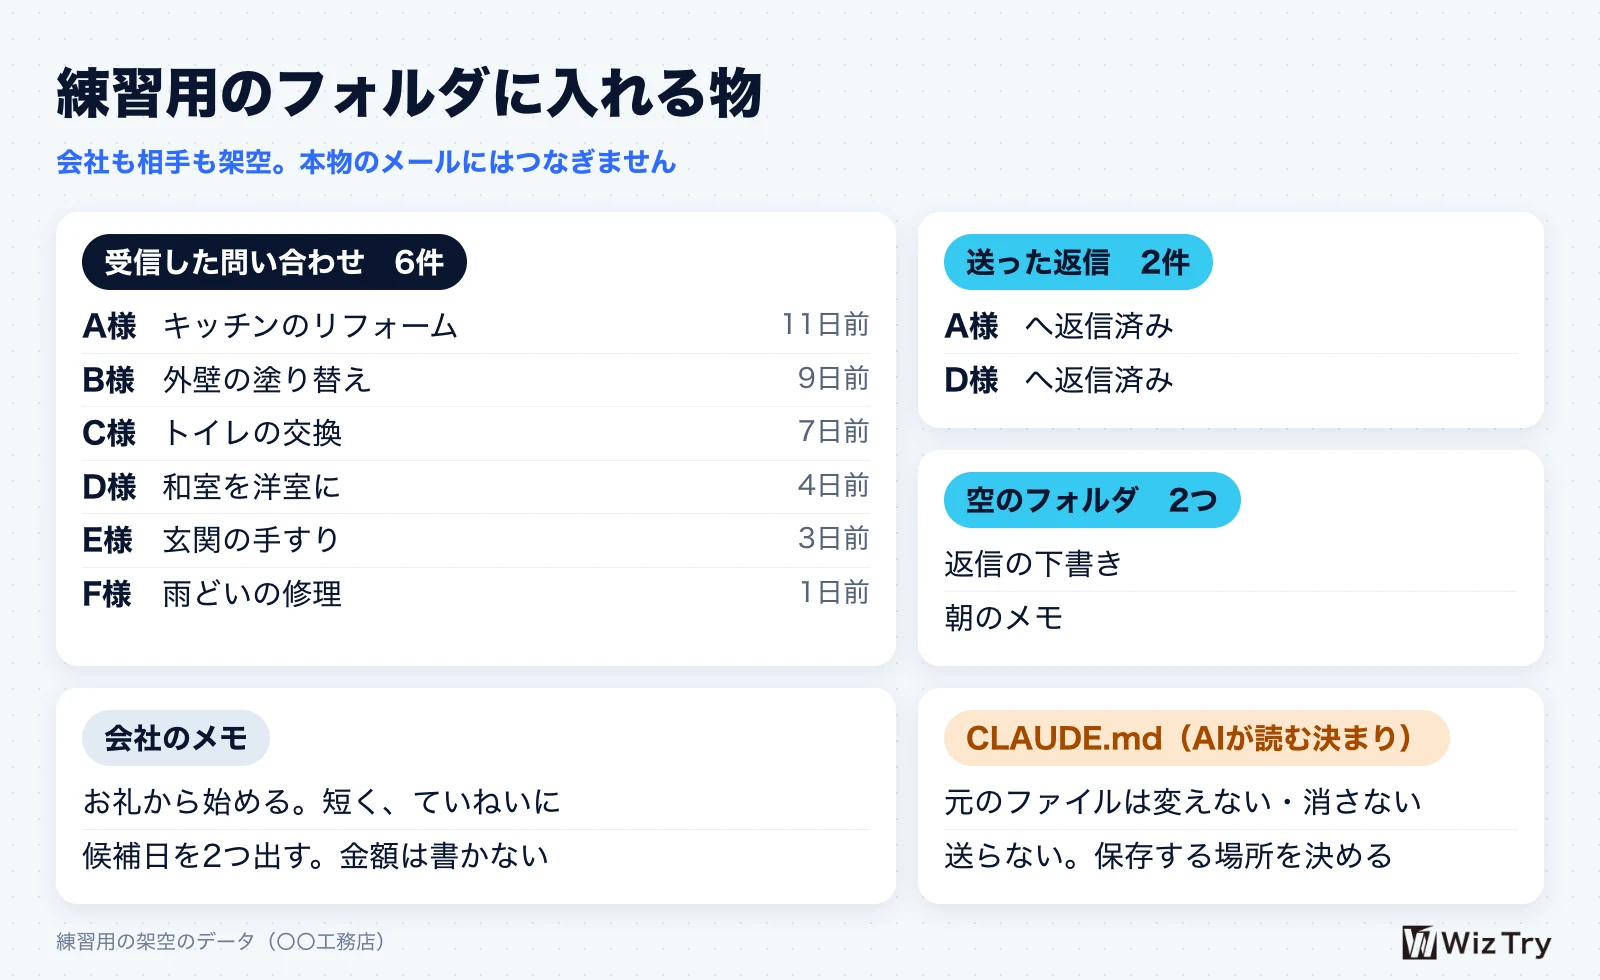 練習用のフォルダに入れる物
会社も相手も架空。本物のメールにはつなぎません
受信した問い合わせ　6件
A様　キッチンのリフォーム　11日前
B様　外壁の塗り替え　9日前
C様　トイレの交換　7日前
D様　和室を洋室に　4日前
E様　玄関の手すり　3日前
F様　雨どいの修理　1日前
送った返信　2件
A様　へ返信済み
D様　へ返信済み
空のフォルダ　2つ
返信の下書き
朝のメモ
会社のメモ
お礼から始める。短く、ていねいに
候補日を2つ出す。金額は書かない
CLAUDE.md（AIが読む決まり）
元のファイルは変えない・消さない
送らない。保存する場所を決める
練習用の架空のデータ（〇〇工務店）
Wiz Try